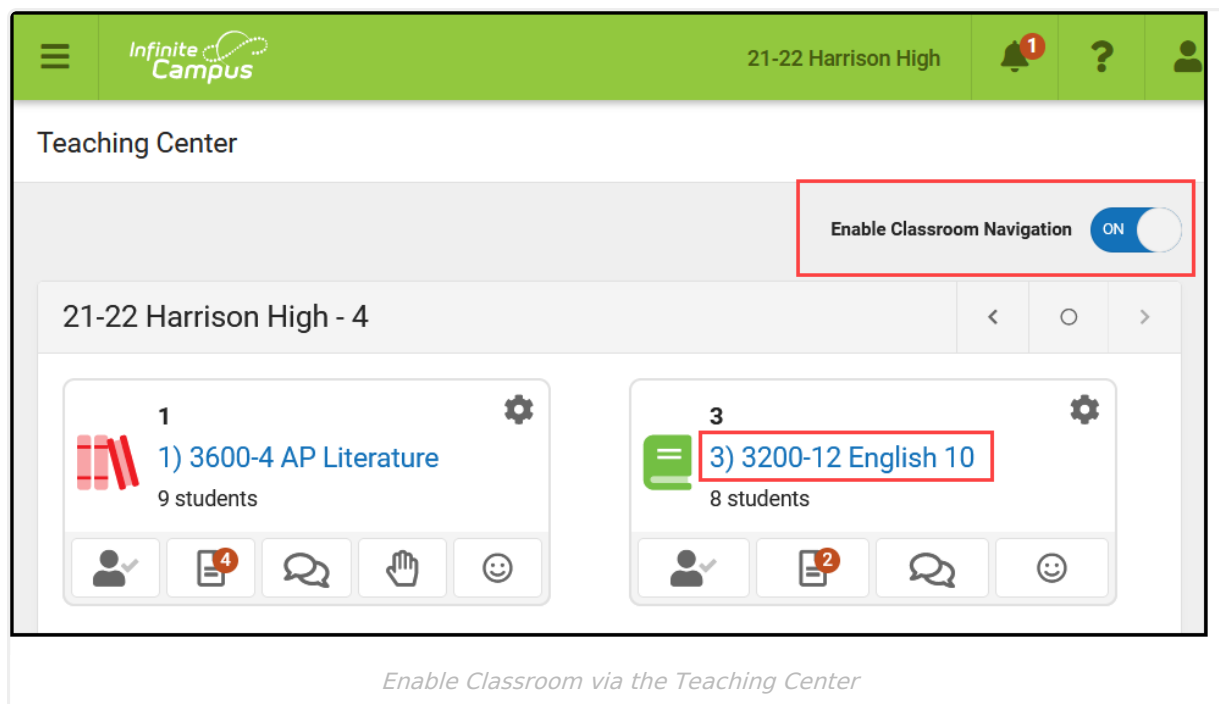 Infinite
Campus
21-22 Harrison High
1
?
Teaching Center
Enable Classroom Navigation
ON
21-22 Harrison High - 4
1
1) 3600-4 AP Literature
9 students
4
3
3) 3200-12 English 10
8 students
2
Enable Classroom via the Teaching Center